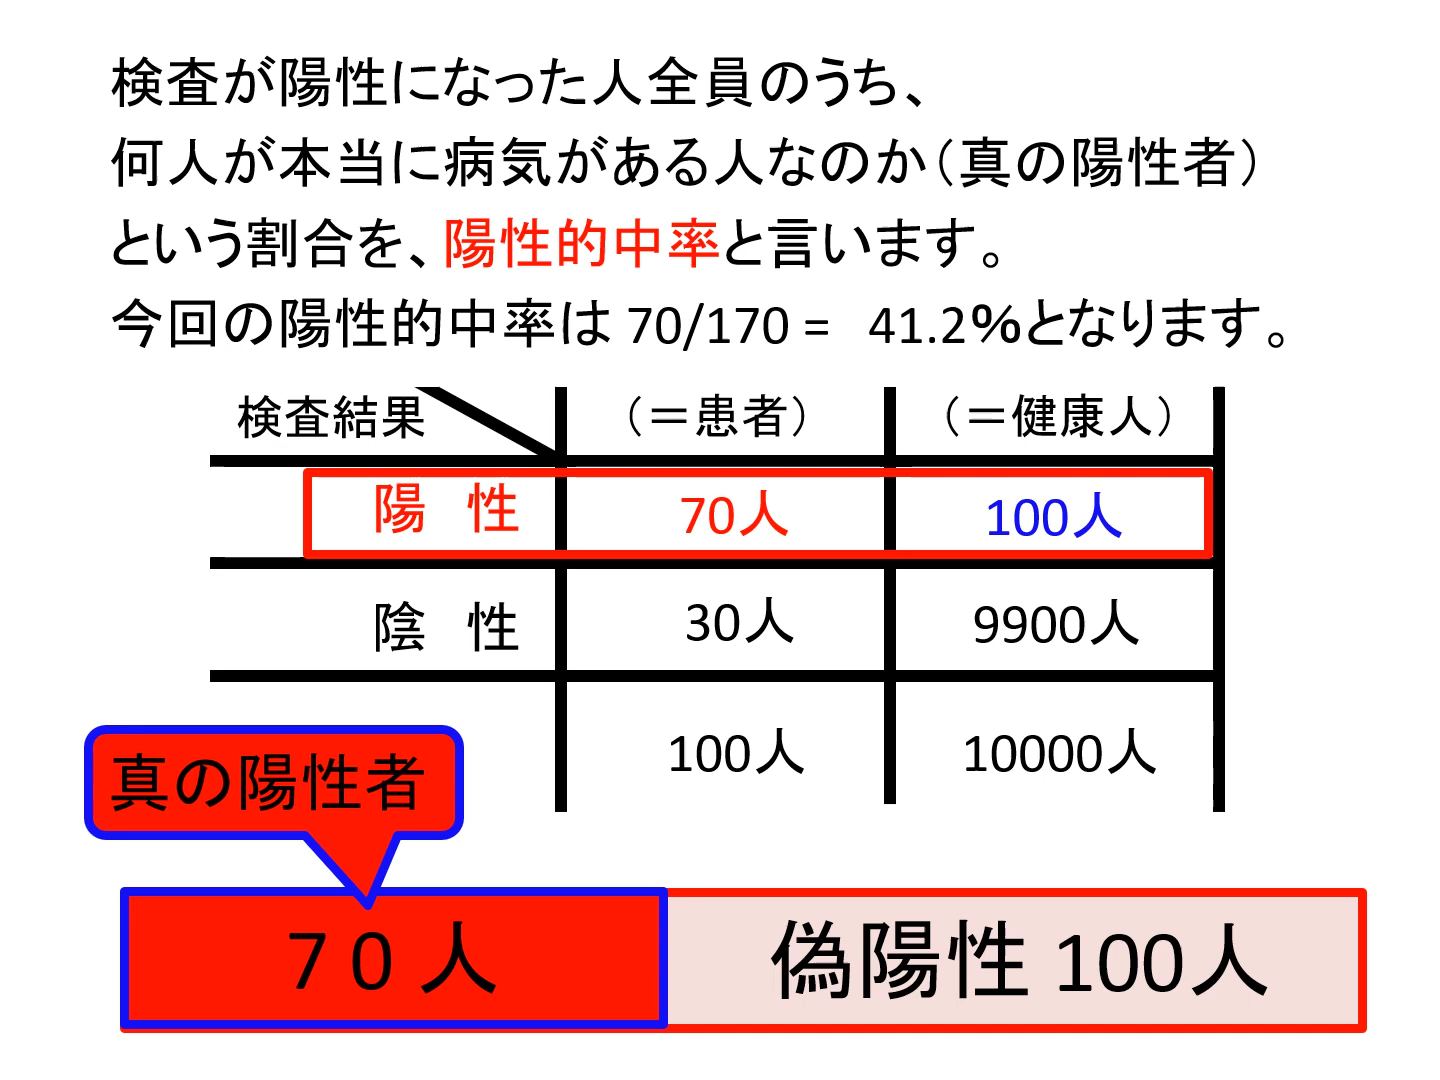 検査が陽性になった人全員のうち、
何人が本当に病気がある人なのか（真の陽性者）
という割合を、陽性的中率と言います。
今回の陽性的中率は 70/170 = 41.2%となります。
検査結果 （＝患者） （＝健康人）
陽 性 70人 100人
陰 性 30人 9900人
100人 10000人
真の陽性者
７０人 偽陽性 100人